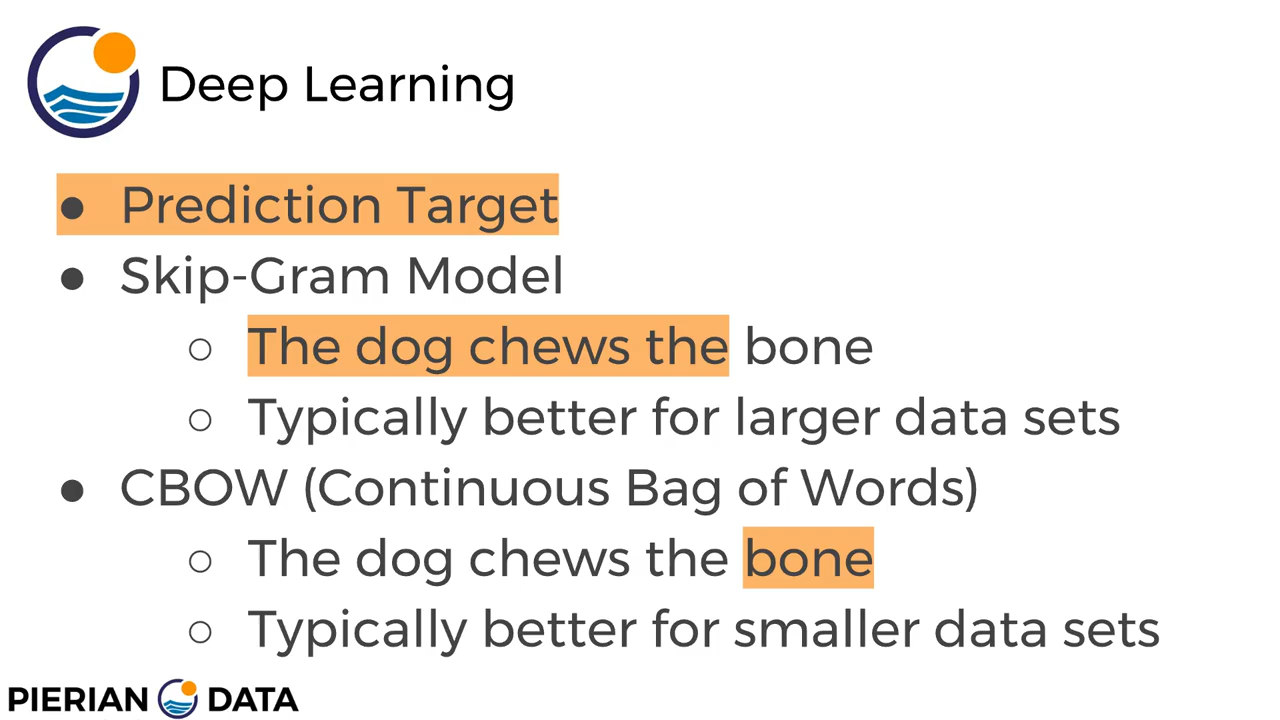 Deep Learning
● Prediction Target
● Skip-Gram Model
○ The dog chews the bone
○ Typically better for larger data sets
● CBOW (Continuous Bag of Words)
○ The dog chews the bone
○ Typically better for smaller data sets
PIERIAN DATA